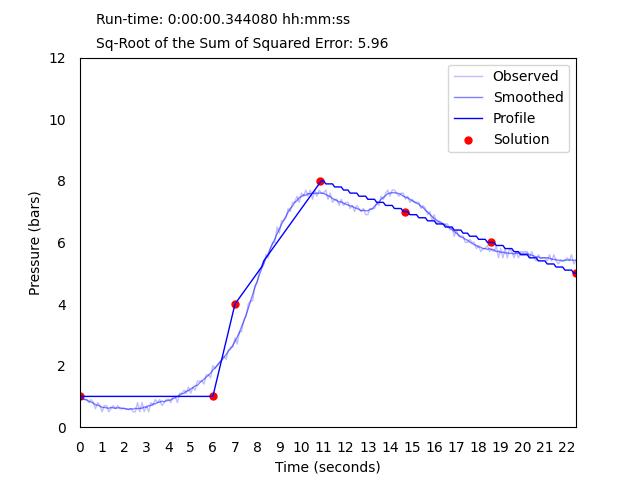 Run-time: 0:00:00.344080 hh:mm:ss
Sq-Root of the Sum of Squared Error: 5.96
Observed
Smoothed
Profile
Solution
12
10
8
6
4
2
0
Pressure (bars)
0 1 2 3 4 5 6 7 8 9 10 11 12 13 14 15 16 17 18 19 20 21 22
Time (seconds)